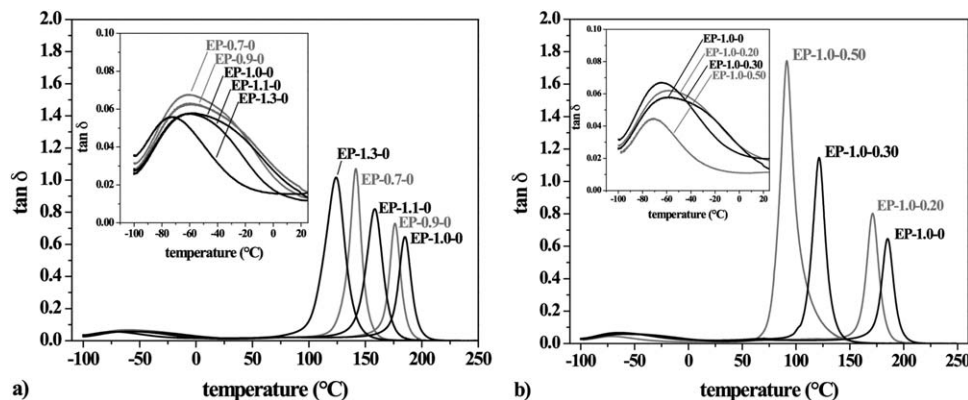 2.0
1.8
1.6
1.4
1.2
1.0
0.8
0.6
0.4
0.2
0.0
tan δ
0.10
0.08
0.06
0.04
0.02
0.00
tan δ
EP-0.7-0
EP-0.9-0
EP-1.0-0
EP-1.1-0
EP-1.3-0
-100 -80 -60 -40 -20 0 20
temperature (°C)
EP-1.3-0
EP-0.7-0
EP-1.1-0
EP-0.9-0
EP-1.0-0
-100 -50 0 50 100 150 200 250
temperature (°C)
a)
2.0
1.8
1.6
1.4
1.2
1.0
0.8
0.6
0.4
0.2
0.0
tan δ
0.10
0.08
0.06
0.04
0.02
0.00
tan δ
EP-1.0-0
EP-1.0-0.20
EP-1.0-0.30
EP-1.0-0.50
-100 -80 -60 -40 -20 0 20
temperature (°C)
EP-1.0-0.50
EP-1.0-0.30
EP-1.0-0.20
EP-1.0-0
-100 -50 0 50 100 150 200 250
temperature (°C)
b)